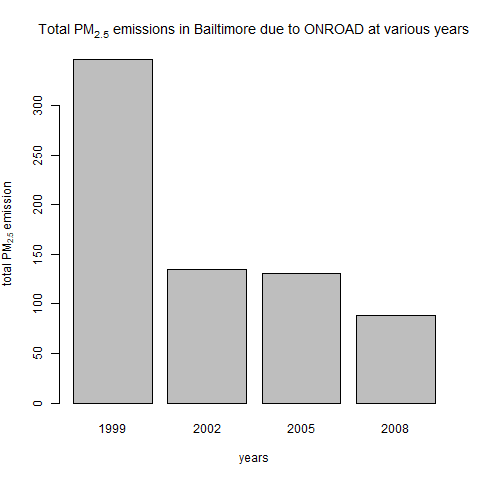 Total PM2.5 emissions in Bailtimore due to ONROAD at various years
total PM2.5 emission
300
250
200
150
100
50
0
1999 2002 2005 2008
years